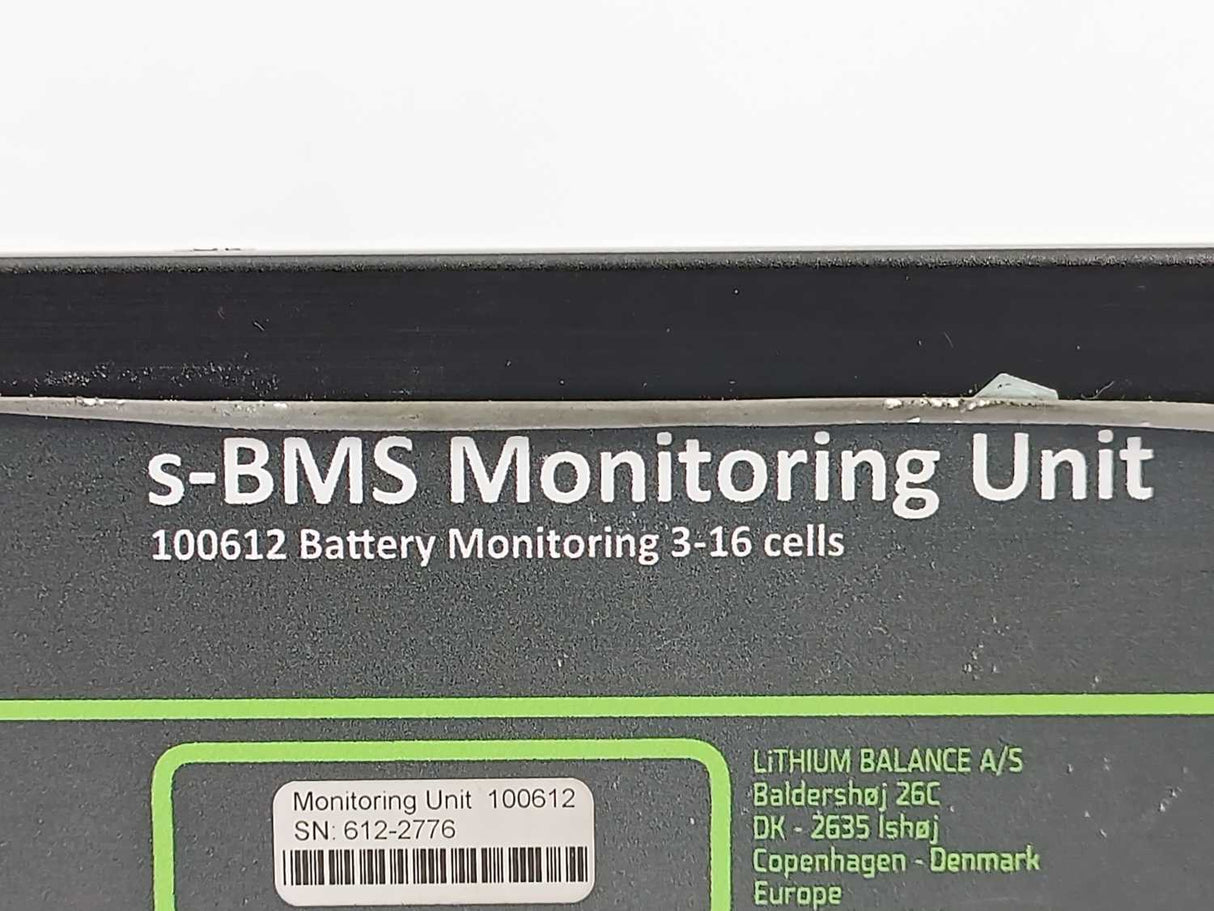 s-BMS Monitoring Unit
100612 Battery Monitoring 3-16 cells
Monitoring Unit 100612
SN: 612-2776
LiTHIUM BALANCE A/S
Baldershøj 26C
DK - 2635 Ishøj
Copenhagen - Denmark
Europe